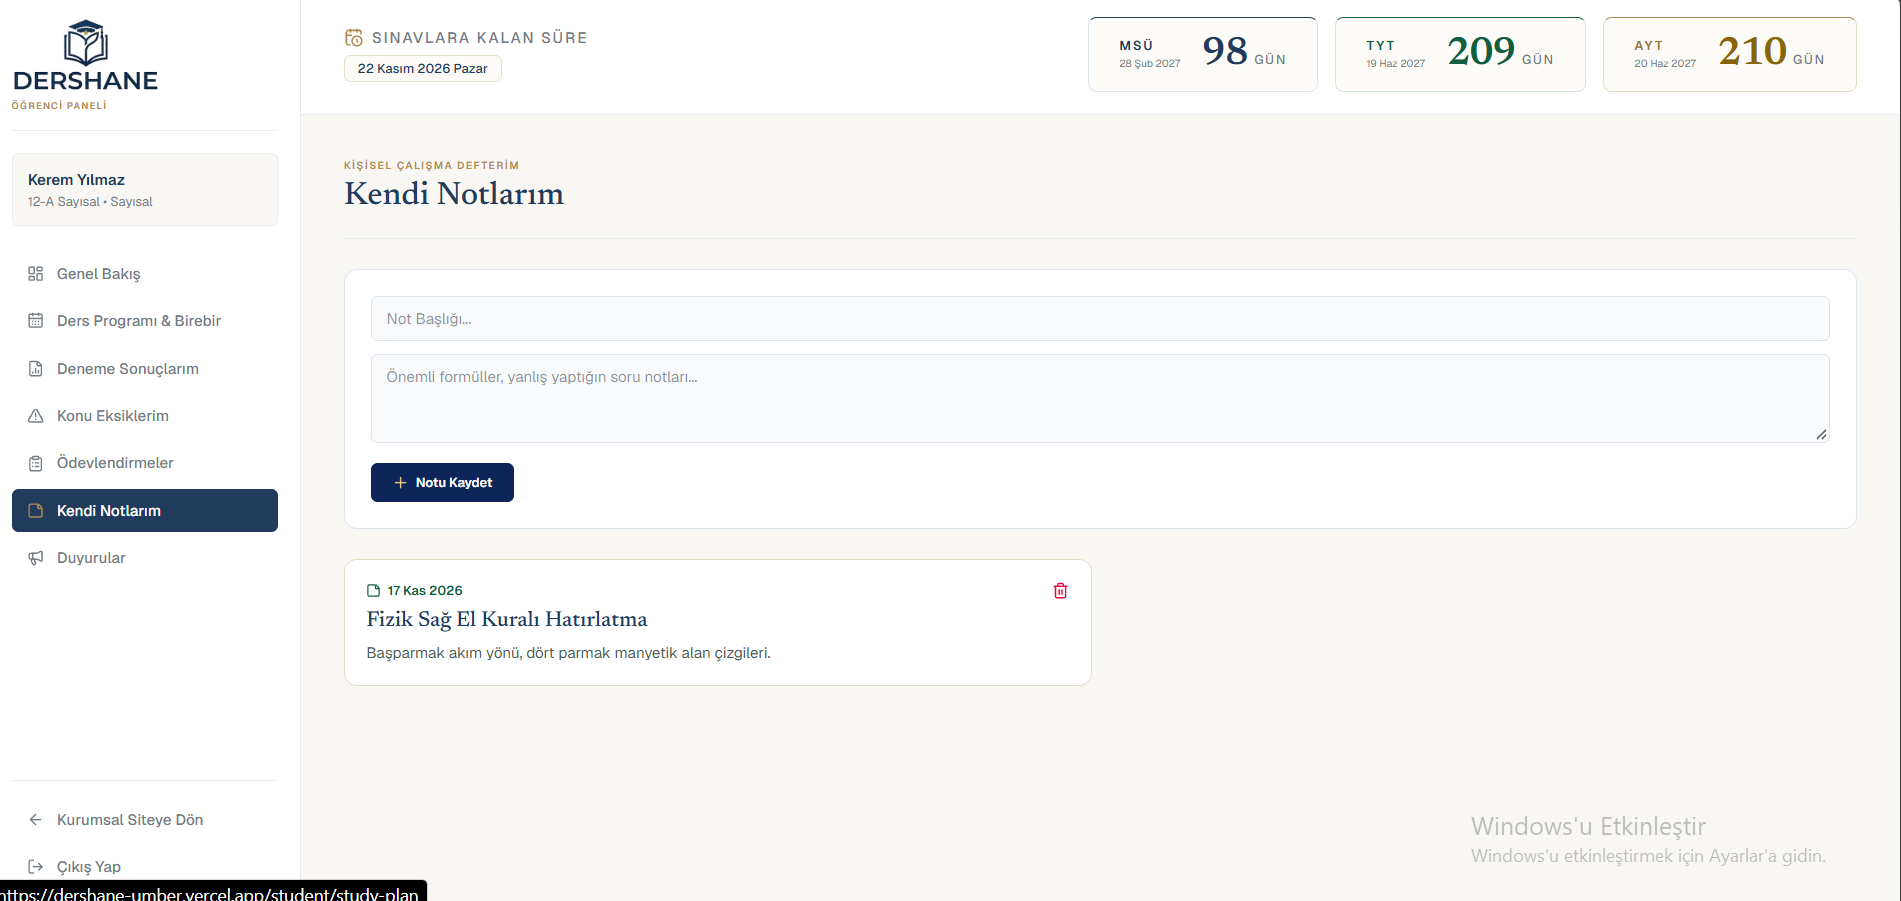 DERSHANE
ÖĞRENCİ PANELİ
Kerem Yılmaz
12-A Sayısal • Sayısal
Genel Bakış
Ders Programı & Birebir
Deneme Sonuçlarım
Konu Eksiklerim
Ödevlendirmeler
Kendi Notlarım
Duyurular
Kurumsal Siteye Dön
Çıkış Yap
https://dershane-umber.vercel.app/student/study-plan
SINAVLARA KALAN SÜRE
22 Kasım 2026 Pazar
MSÜ
28 Şub 2027
98 GÜN
TYT
19 Haz 2027
209 GÜN
AYT
20 Haz 2027
210 GÜN
KİŞİSEL ÇALIŞMA DEFTERİM
Kendi Notlarım
Not Başlığı...
Önemli formüller, yanlış yaptığın soru notları...
Notu Kaydet
17 Kas 2026
Fizik Sağ El Kuralı Hatırlatma
Başparmak akım yönü, dört parmak manyetik alan çizgileri.
Windows'u Etkinleştir
Windows'u etkinleştirmek için Ayarlar'a gidin.